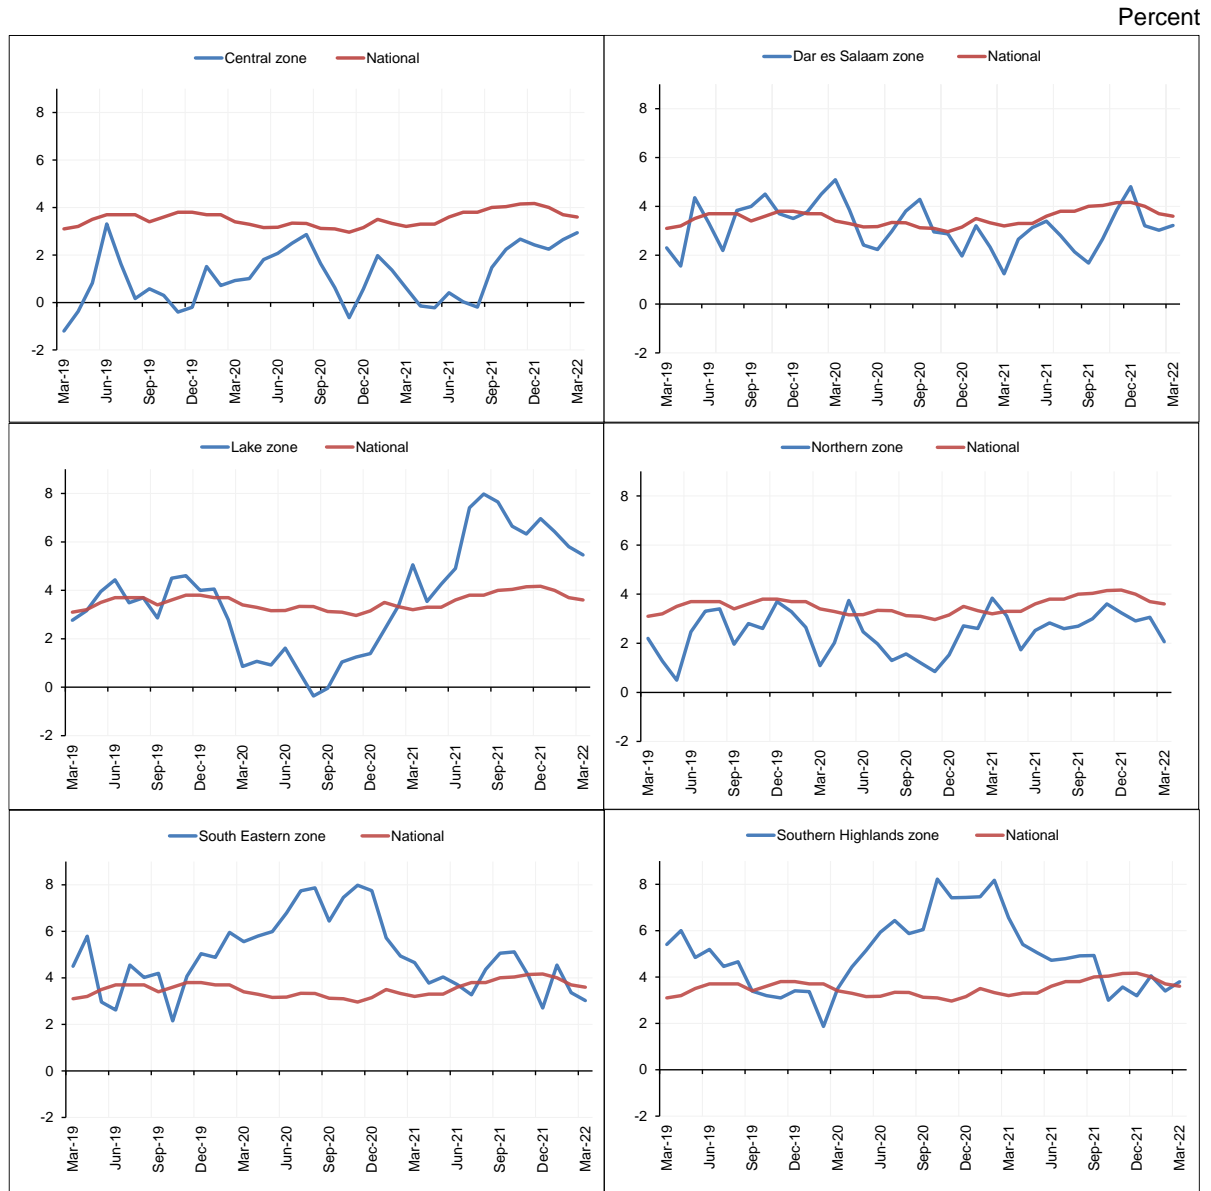 Percent
Central zone National
8
6
4
2
0
-2
Mar-19 Jun-19 Sep-19 Dec-19 Mar-20 Jun-20 Sep-20 Dec-20 Mar-21 Jun-21 Sep-21 Dec-21 Mar-22
Dar es Salaam zone National
8
6
4
2
0
-2
Mar-19 Jun-19 Sep-19 Dec-19 Mar-20 Jun-20 Sep-20 Dec-20 Mar-21 Jun-21 Sep-21 Dec-21 Mar-22
Lake zone National
8
6
4
2
0
-2
Mar-19 Jun-19 Sep-19 Dec-19 Mar-20 Jun-20 Sep-20 Dec-20 Mar-21 Jun-21 Sep-21 Dec-21 Mar-22
Northern zone National
8
6
4
2
0
-2
Mar-19 Jun-19 Sep-19 Dec-19 Mar-20 Jun-20 Sep-20 Dec-20 Mar-21 Jun-21 Sep-21 Dec-21 Mar-22
South Eastern zone National
8
6
4
2
0
-2
Mar-19 Jun-19 Sep-19 Dec-19 Mar-20 Jun-20 Sep-20 Dec-20 Mar-21 Jun-21 Sep-21 Dec-21 Mar-22
Southern Highlands zone National
8
6
4
2
0
-2
Mar-19 Jun-19 Sep-19 Dec-19 Mar-20 Jun-20 Sep-20 Dec-20 Mar-21 Jun-21 Sep-21 Dec-21 Mar-22